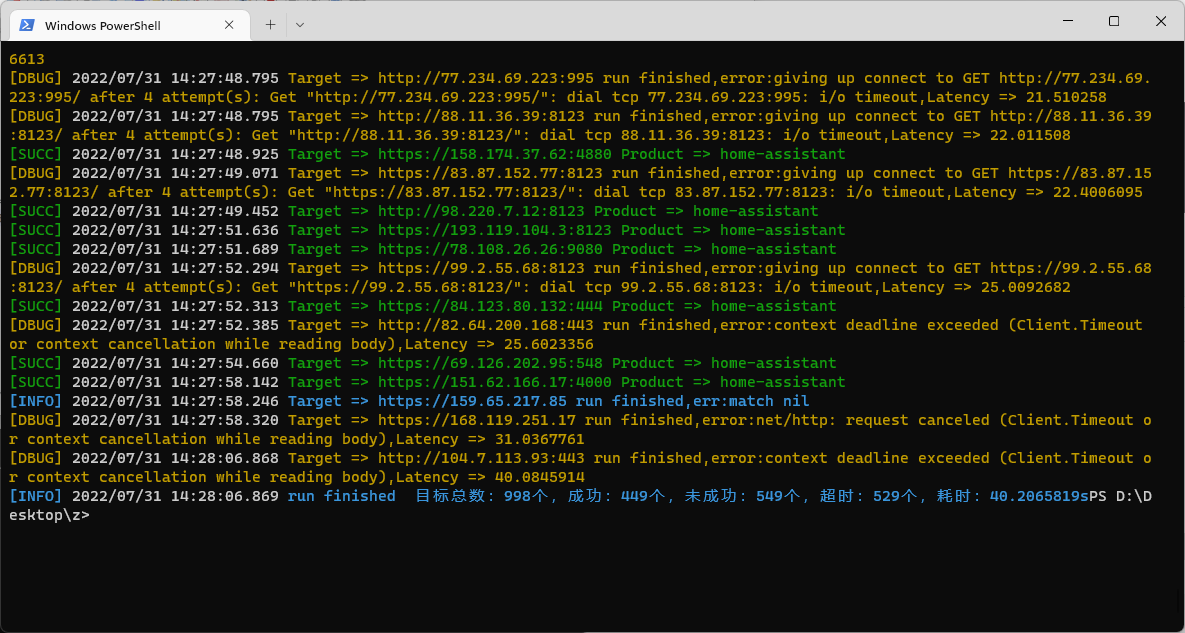 Windows PowerShell
6613
[DBUG] 2022/07/31 14:27:48.795 Target => http://77.234.69.223:995 run finished,error:giving up connect to GET http://77.234.69.
223:995/ after 4 attempt(s): Get "http://77.234.69.223:995/": dial tcp 77.234.69.223:995: i/o timeout,Latency => 21.510258
[DBUG] 2022/07/31 14:27:48.795 Target => http://88.11.36.39:8123 run finished,error:giving up connect to GET http://88.11.36.39
:8123/ after 4 attempt(s): Get "http://88.11.36.39:8123/": dial tcp 88.11.36.39:8123: i/o timeout,Latency => 22.011508
[SUCC] 2022/07/31 14:27:48.925 Target => https://158.174.37.62:4880 Product => home-assistant
[DBUG] 2022/07/31 14:27:49.071 Target => https://83.87.152.77:8123 run finished,error:giving up connect to GET https://83.87.15
2.77:8123/ after 4 attempt(s): Get "https://83.87.152.77:8123/": dial tcp 83.87.152.77:8123: i/o timeout,Latency => 22.4006095
[SUCC] 2022/07/31 14:27:49.452 Target => http://98.220.7.12:8123 Product => home-assistant
[SUCC] 2022/07/31 14:27:51.636 Target => https://193.119.104.3:8123 Product => home-assistant
[SUCC] 2022/07/31 14:27:51.689 Target => https://78.108.26.26:9080 Product => home-assistant
[DBUG] 2022/07/31 14:27:52.294 Target => https://99.2.55.68:8123 run finished,error:giving up connect to GET https://99.2.55.68
:8123/ after 4 attempt(s): Get "https://99.2.55.68:8123/": dial tcp 99.2.55.68:8123: i/o timeout,Latency => 25.0092682
[SUCC] 2022/07/31 14:27:52.313 Target => https://84.123.80.132:444 Product => home-assistant
[DBUG] 2022/07/31 14:27:52.385 Target => http://82.64.200.168:443 run finished,error:context deadline exceeded (Client.Timeout
or context cancellation while reading body),Latency => 25.6023356
[SUCC] 2022/07/31 14:27:54.660 Target => https://69.126.202.95:548 Product => home-assistant
[SUCC] 2022/07/31 14:27:58.142 Target => https://151.62.166.17:4000 Product => home-assistant
[INFO] 2022/07/31 14:27:58.246 Target => https://159.65.217.85 run finished,err:match nil
[DBUG] 2022/07/31 14:27:58.320 Target => https://168.119.251.17 run finished,error:net/http: request canceled (Client.Timeout o
r context cancellation while reading body),Latency => 31.0367761
[DBUG] 2022/07/31 14:28:06.868 Target => http://104.7.113.93:443 run finished,error:context deadline exceeded (Client.Timeout o
r context cancellation while reading body),Latency => 40.0845914
[INFO] 2022/07/31 14:28:06.869 run finished  目标总数: 998个, 成功: 449个, 未成功: 549个, 超时: 529个, 耗时: 40.2065819sPS D:\D
esktop\z>